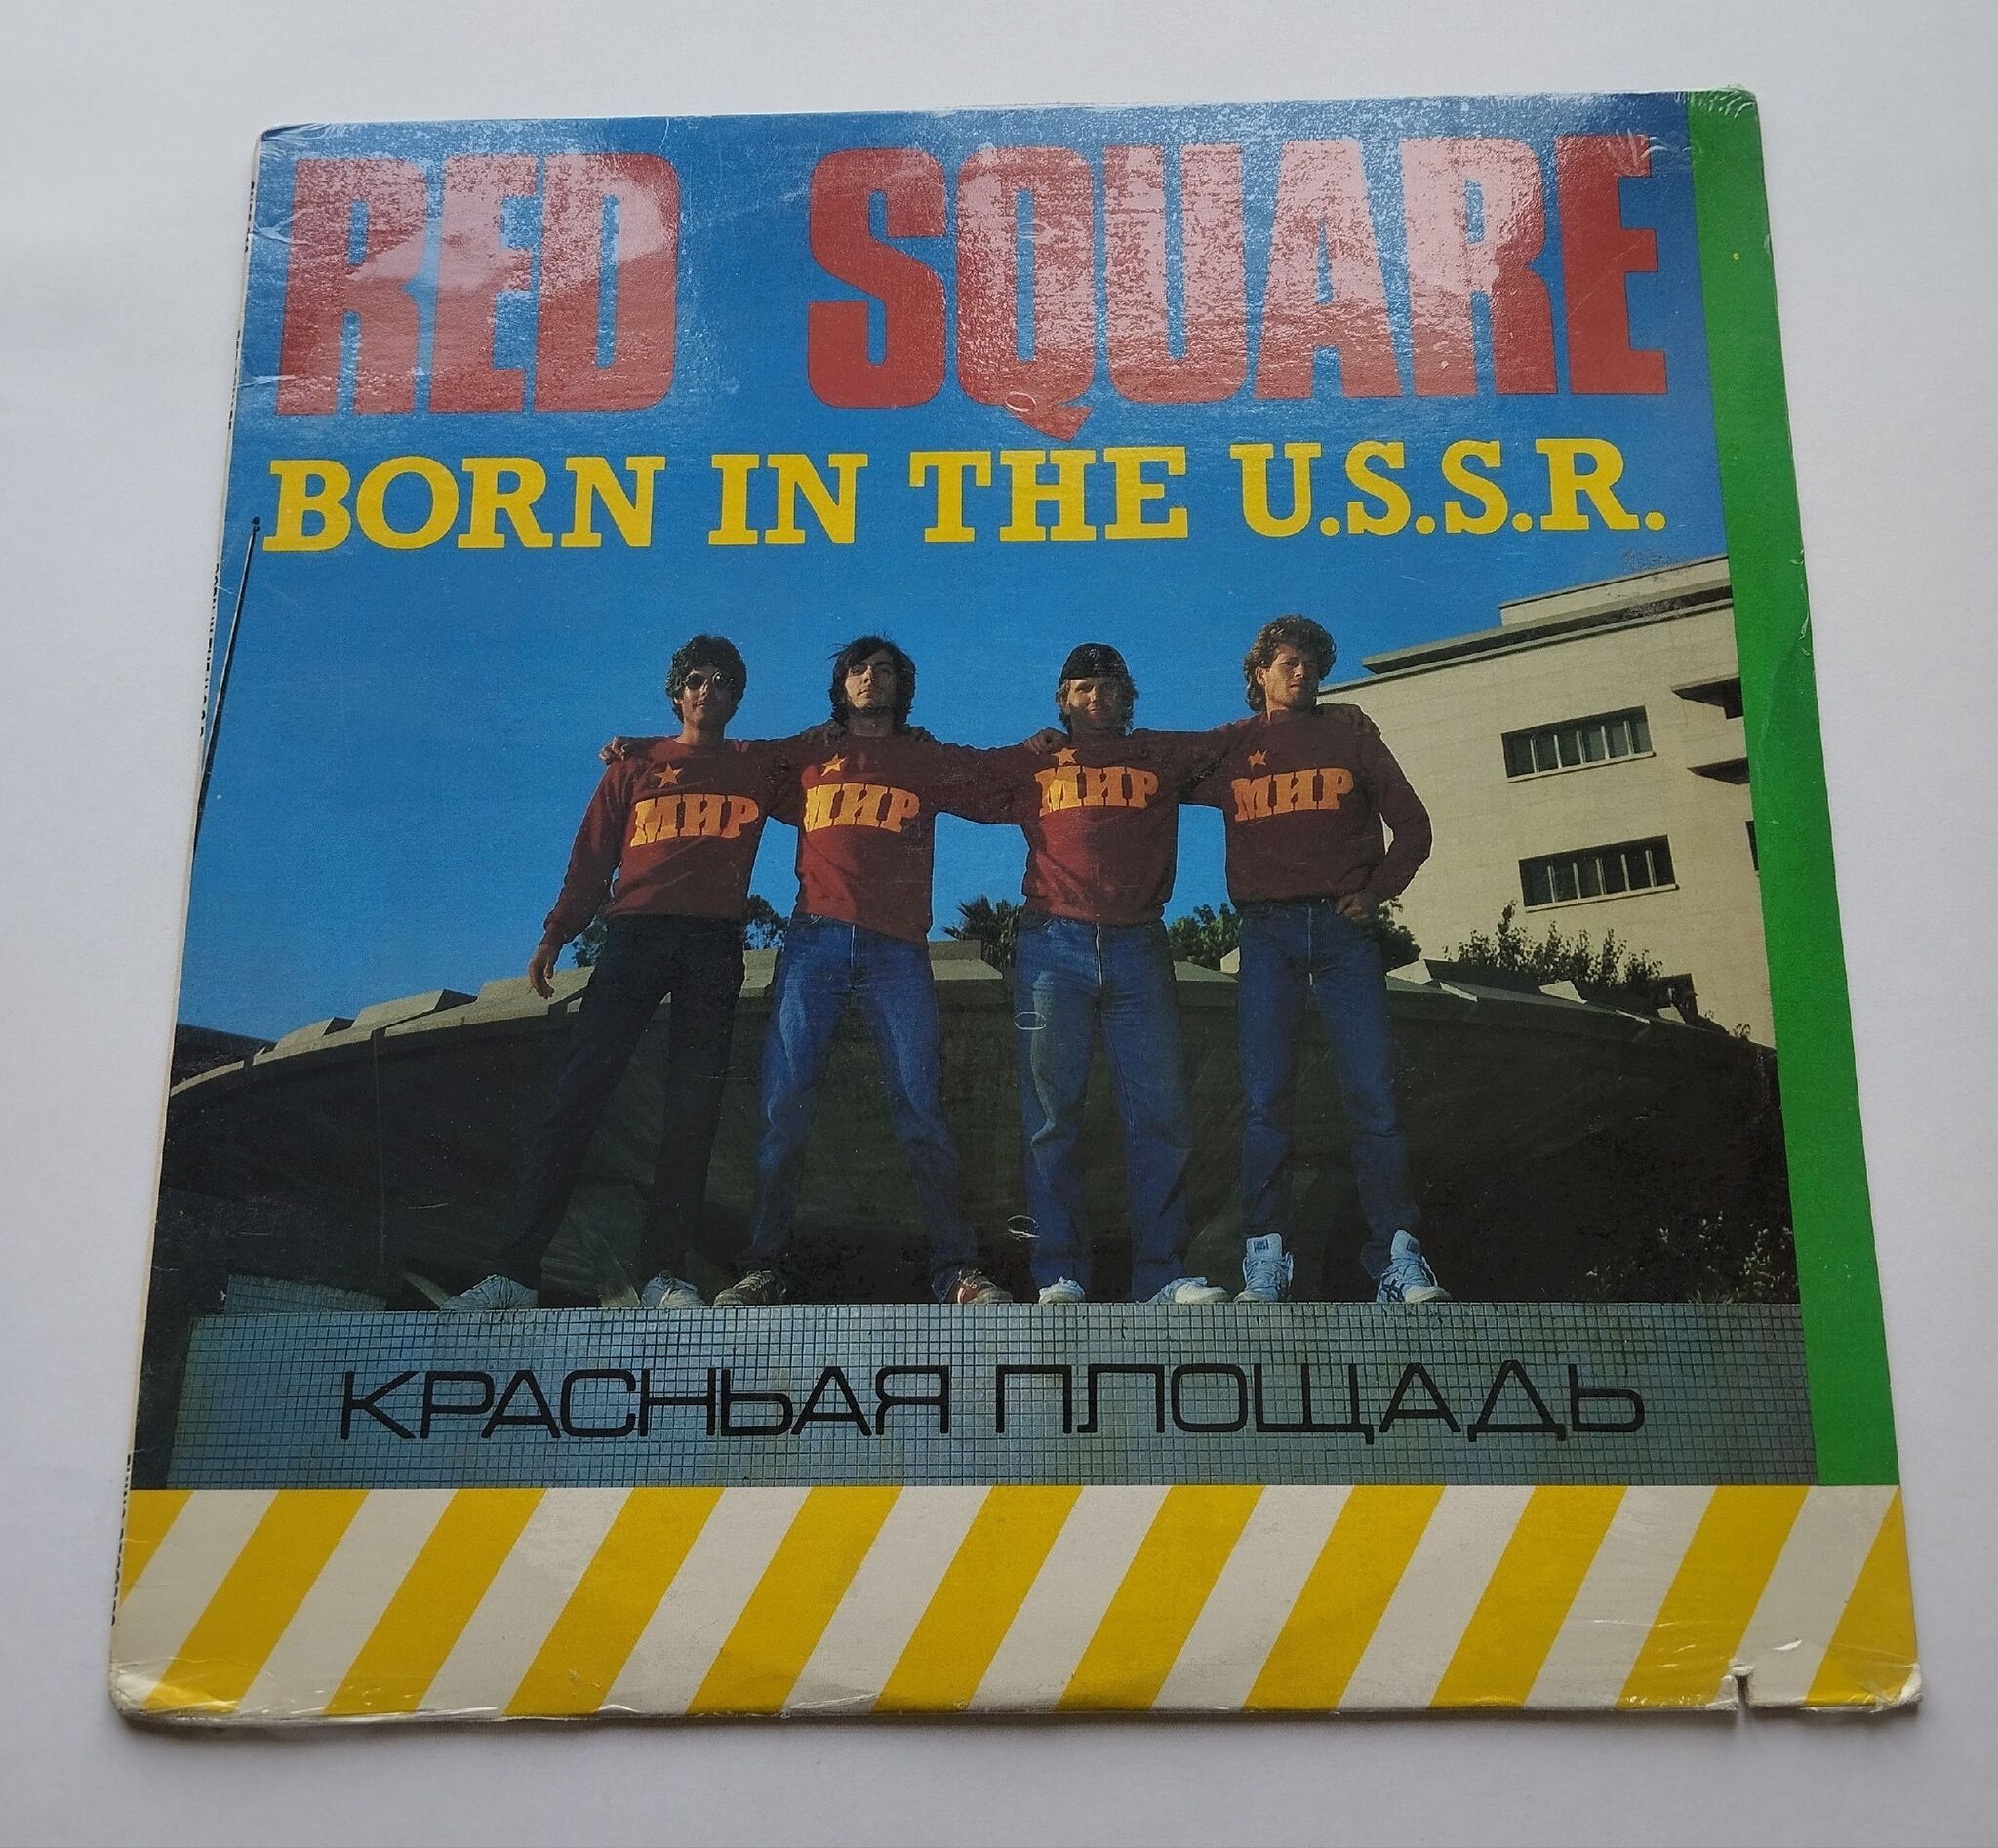 RED SQUARE
BORN IN THE U.S.S.R.
МИР
МИР
МИР
МИР
КРАСНЬАЯ ПЛОЩАДЬ